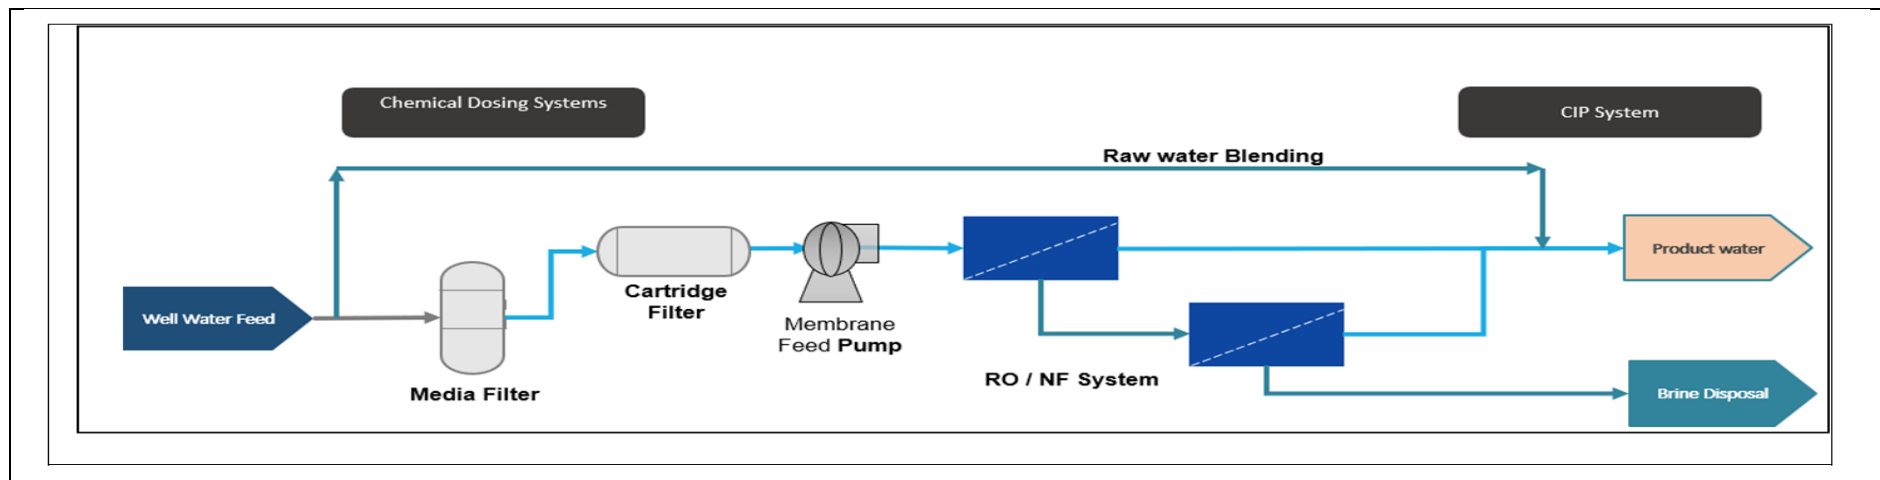 Chemical Dosing Systems
CIP System
Raw water Blending
Product water
Well Water Feed
Cartridge
Filter
Membrane
Feed Pump
Media Filter
RO / NF System
Brine Disposal